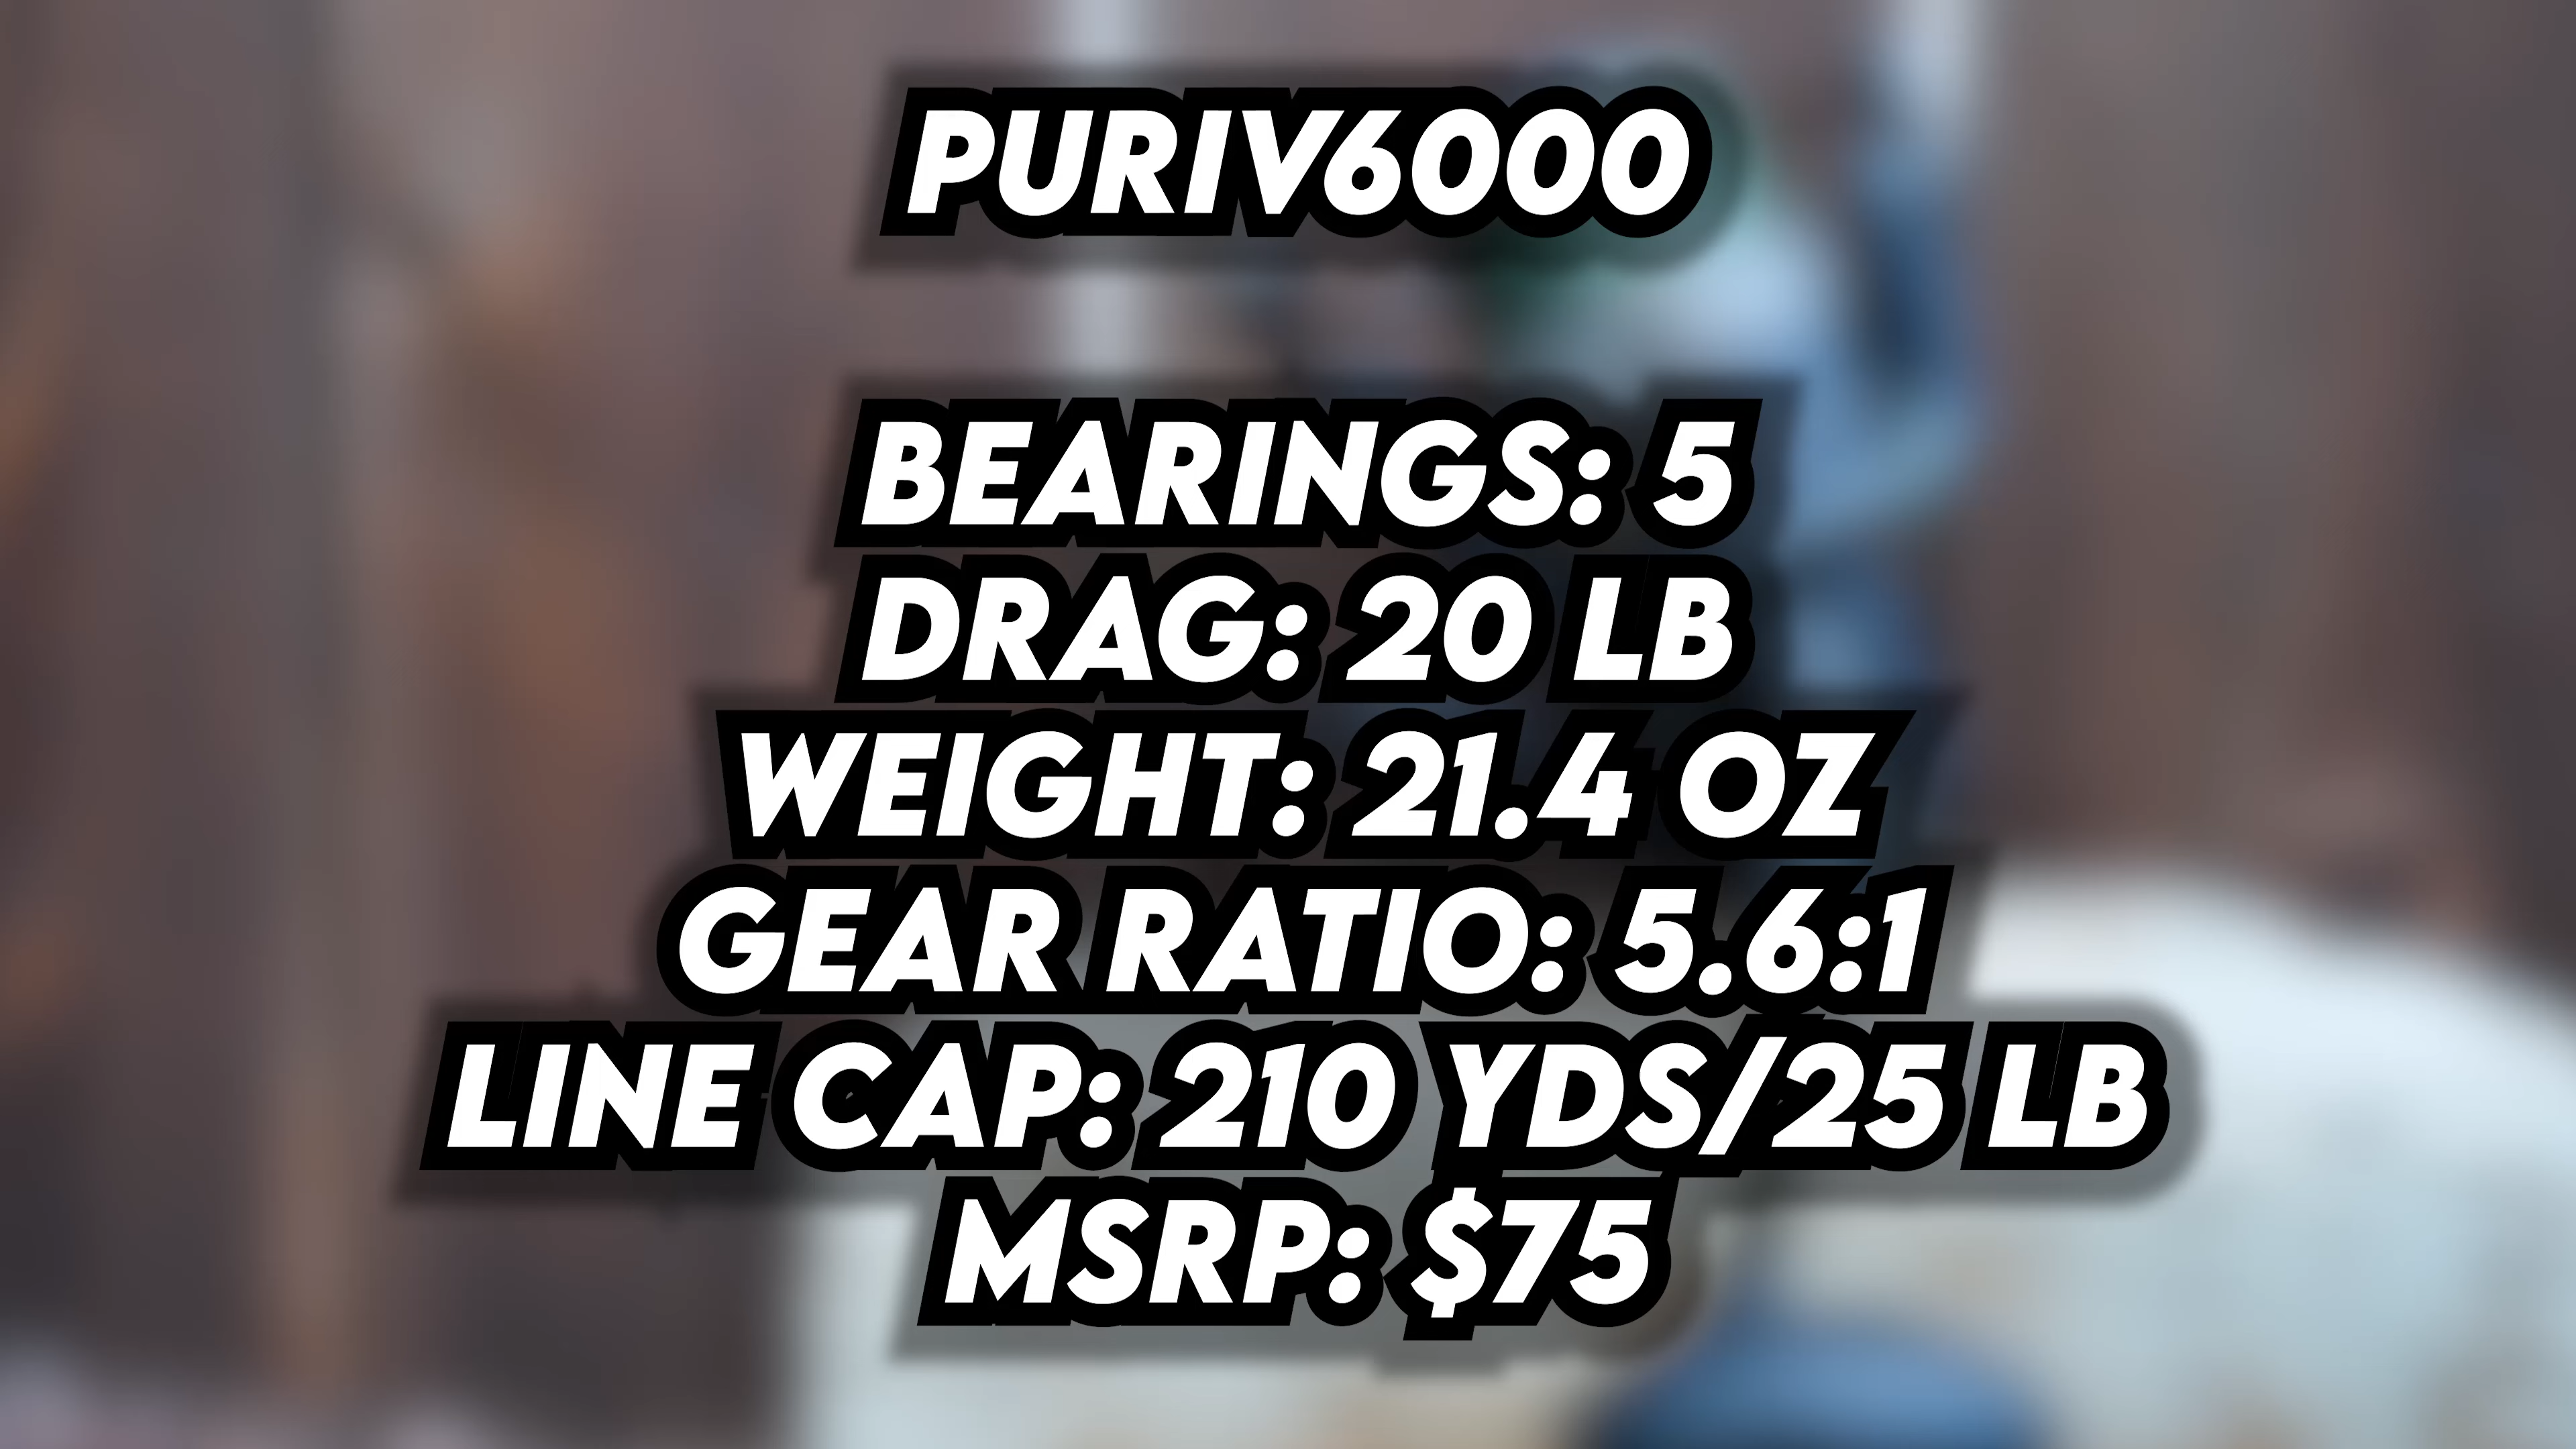 PURIV6000
BEARINGS: 5
DRAG: 20 LB
WEIGHT: 21.4 OZ
GEAR RATIO: 5.6:1
LINE CAP: 210 YDS/25 LB
MSRP: $75